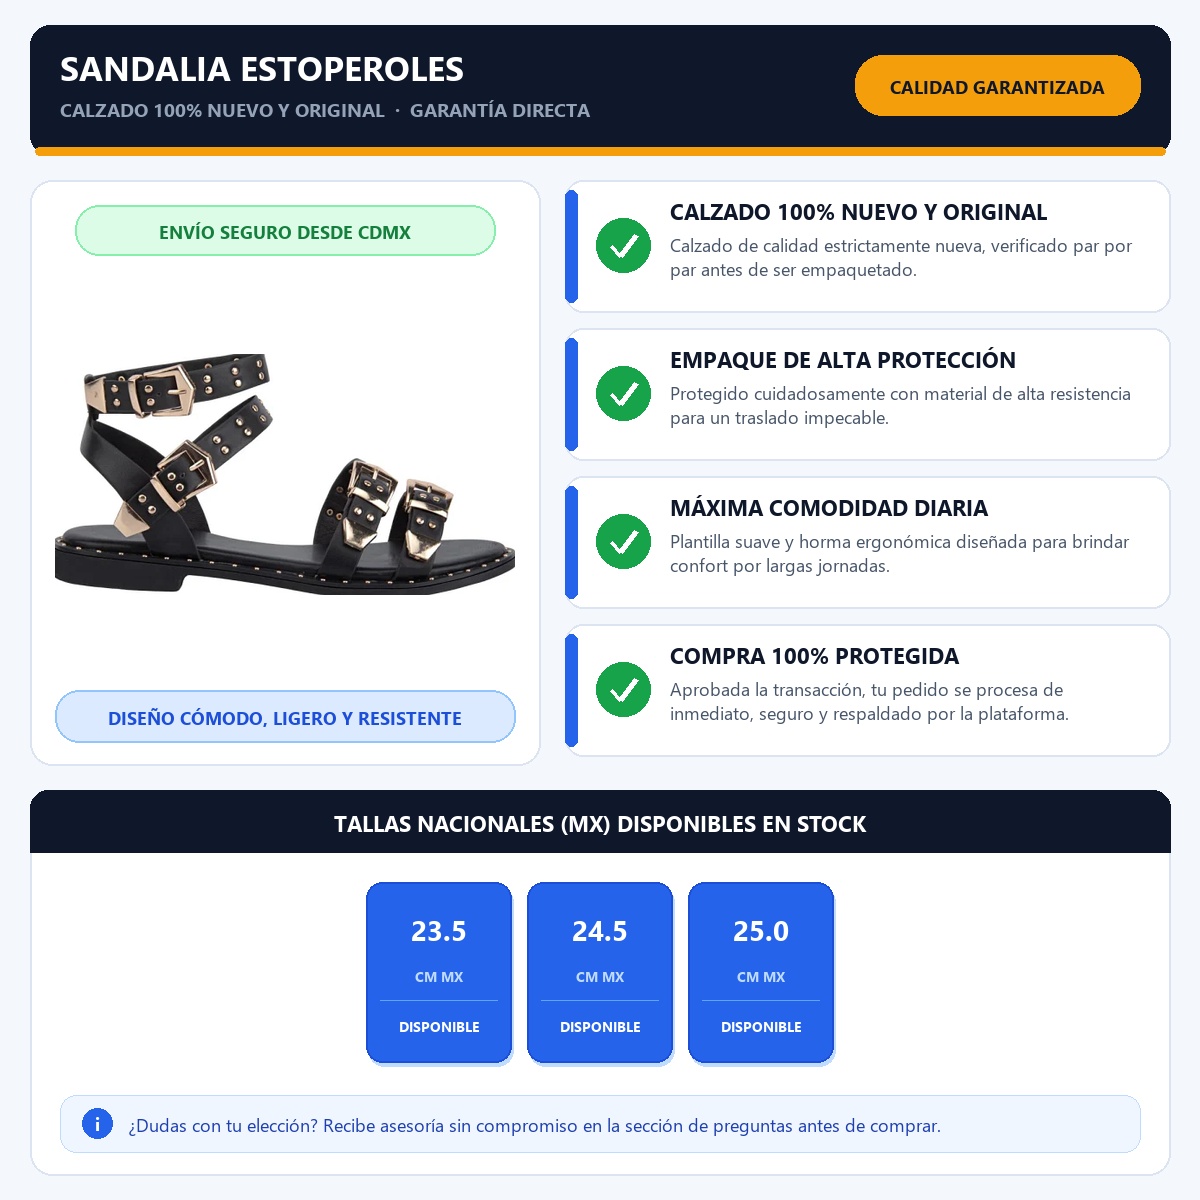 SANDALIA ESTOPEROLES
CALZADO 100% NUEVO Y ORIGINAL · GARANTÍA DIRECTA
CALIDAD GARANTIZADA
ENVÍO SEGURO DESDE CDMX
DISEÑO CÓMODO, LIGERO Y RESISTENTE
CALZADO 100% NUEVO Y ORIGINAL
Calzado de calidad estrictamente nueva, verificado par por
par antes de ser empaquetado.
EMPAQUE DE ALTA PROTECCIÓN
Protegido cuidadosamente con material de alta resistencia
para un traslado impecable.
MÁXIMA COMODIDAD DIARIA
Plantilla suave y horma ergonómica diseñada para brindar
confort por largas jornadas.
COMPRA 100% PROTEGIDA
Aprobada la transacción, tu pedido se procesa de
inmediato, seguro y respaldado por la plataforma.
TALLAS NACIONALES (MX) DISPONIBLES EN STOCK
23.5
CM MX
DISPONIBLE
24.5
CM MX
DISPONIBLE
25.0
CM MX
DISPONIBLE
¿Dudas con tu elección? Recibe asesoría sin compromiso en la sección de preguntas antes de comprar.